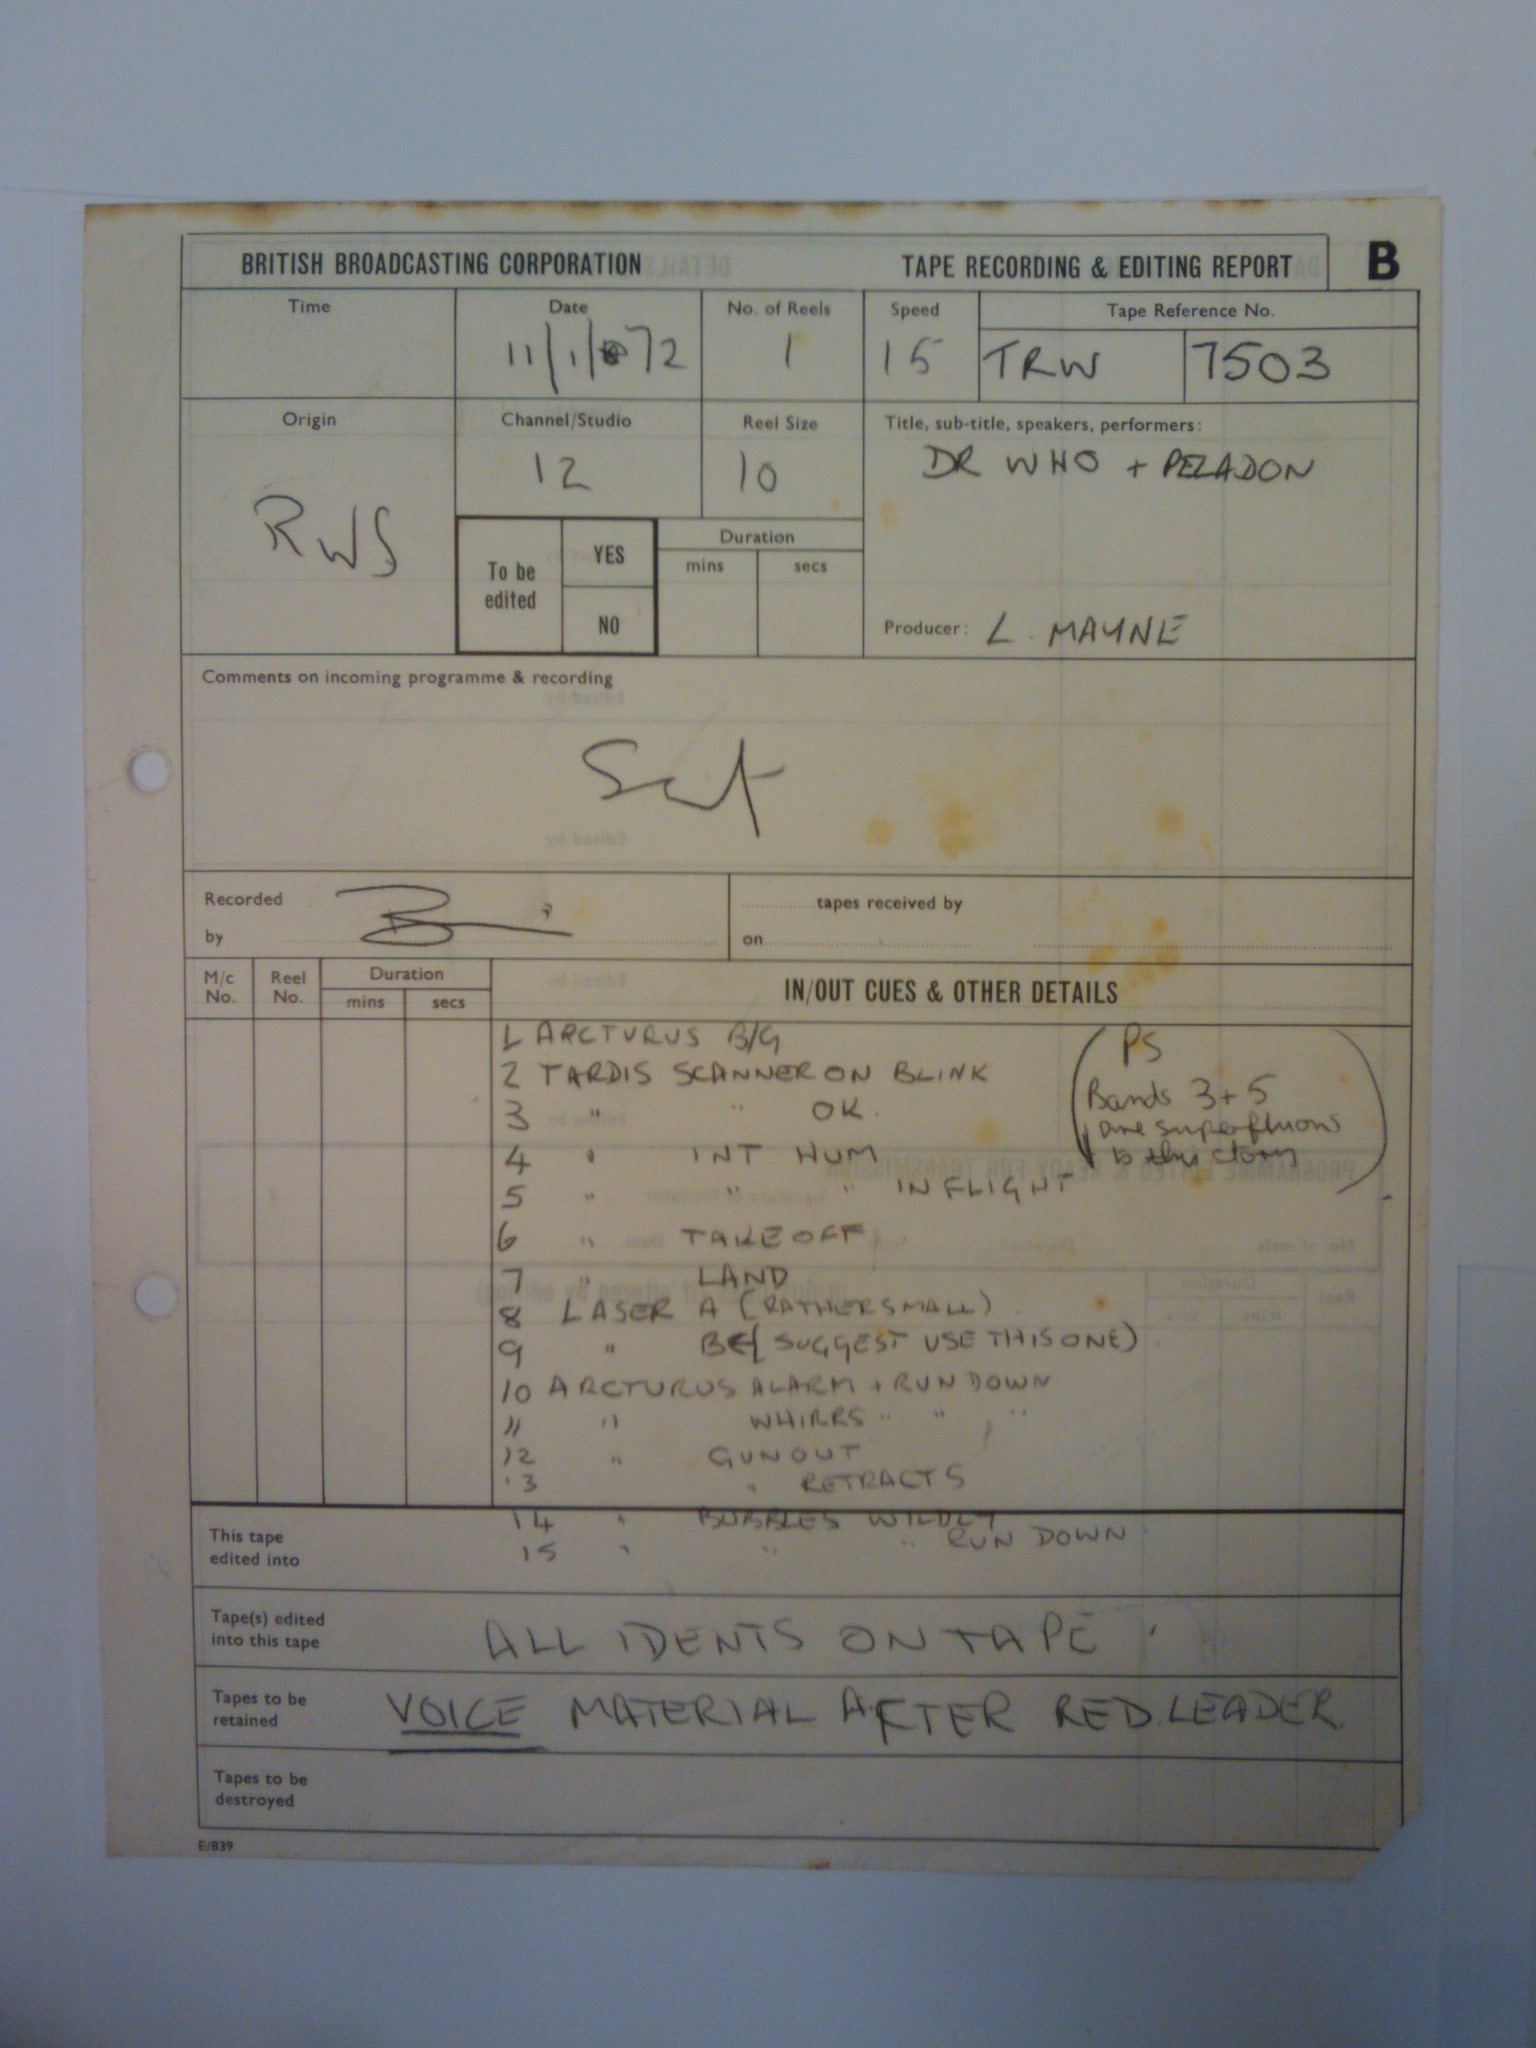 BRITISH BROADCASTING CORPORATION TAPE RECORDING & EDITING REPORT B
Time Date No. of Reels Speed Tape Reference No.
11/1/72 1 15 TRW 7503
Origin Channel/Studio Reel Size Title, sub-title, speakers, performers:
RWS 12 10 DR WHO + PELADON
To be edited YES NO Duration mins secs
Producer: L. MAYNE
Comments on incoming programme & recording
Sat
Recorded by
tapes received by
on
M/c No. Reel No. Duration mins secs IN/OUT CUES & OTHER DETAILS
1 ARCTURUS B/G
2 TARDIS SCANNER ON BLINK
3 " " OK.
4 " INT HUM
5 " " " IN FLIGHT
6 " TAKE OFF
7 " LAND
8 LASER A (RATHER SMALL)
9 " B (SUGGEST USE THIS ONE)
10 ARCTURUS ALARM + RUN DOWN
11 " WHIRRS " " "
12 " GUN OUT
13 " RETRACTS
14 " BUBBLES WILDLY
15 " " " RUN DOWN
PS
Bands 3 + 5
are superfluous
to this story
This tape edited into
Tape(s) edited into this tape
ALL IDENTS ON TAPE
Tapes to be retained
VOICE MATERIAL AFTER RED LEADER
Tapes to be destroyed
E/839